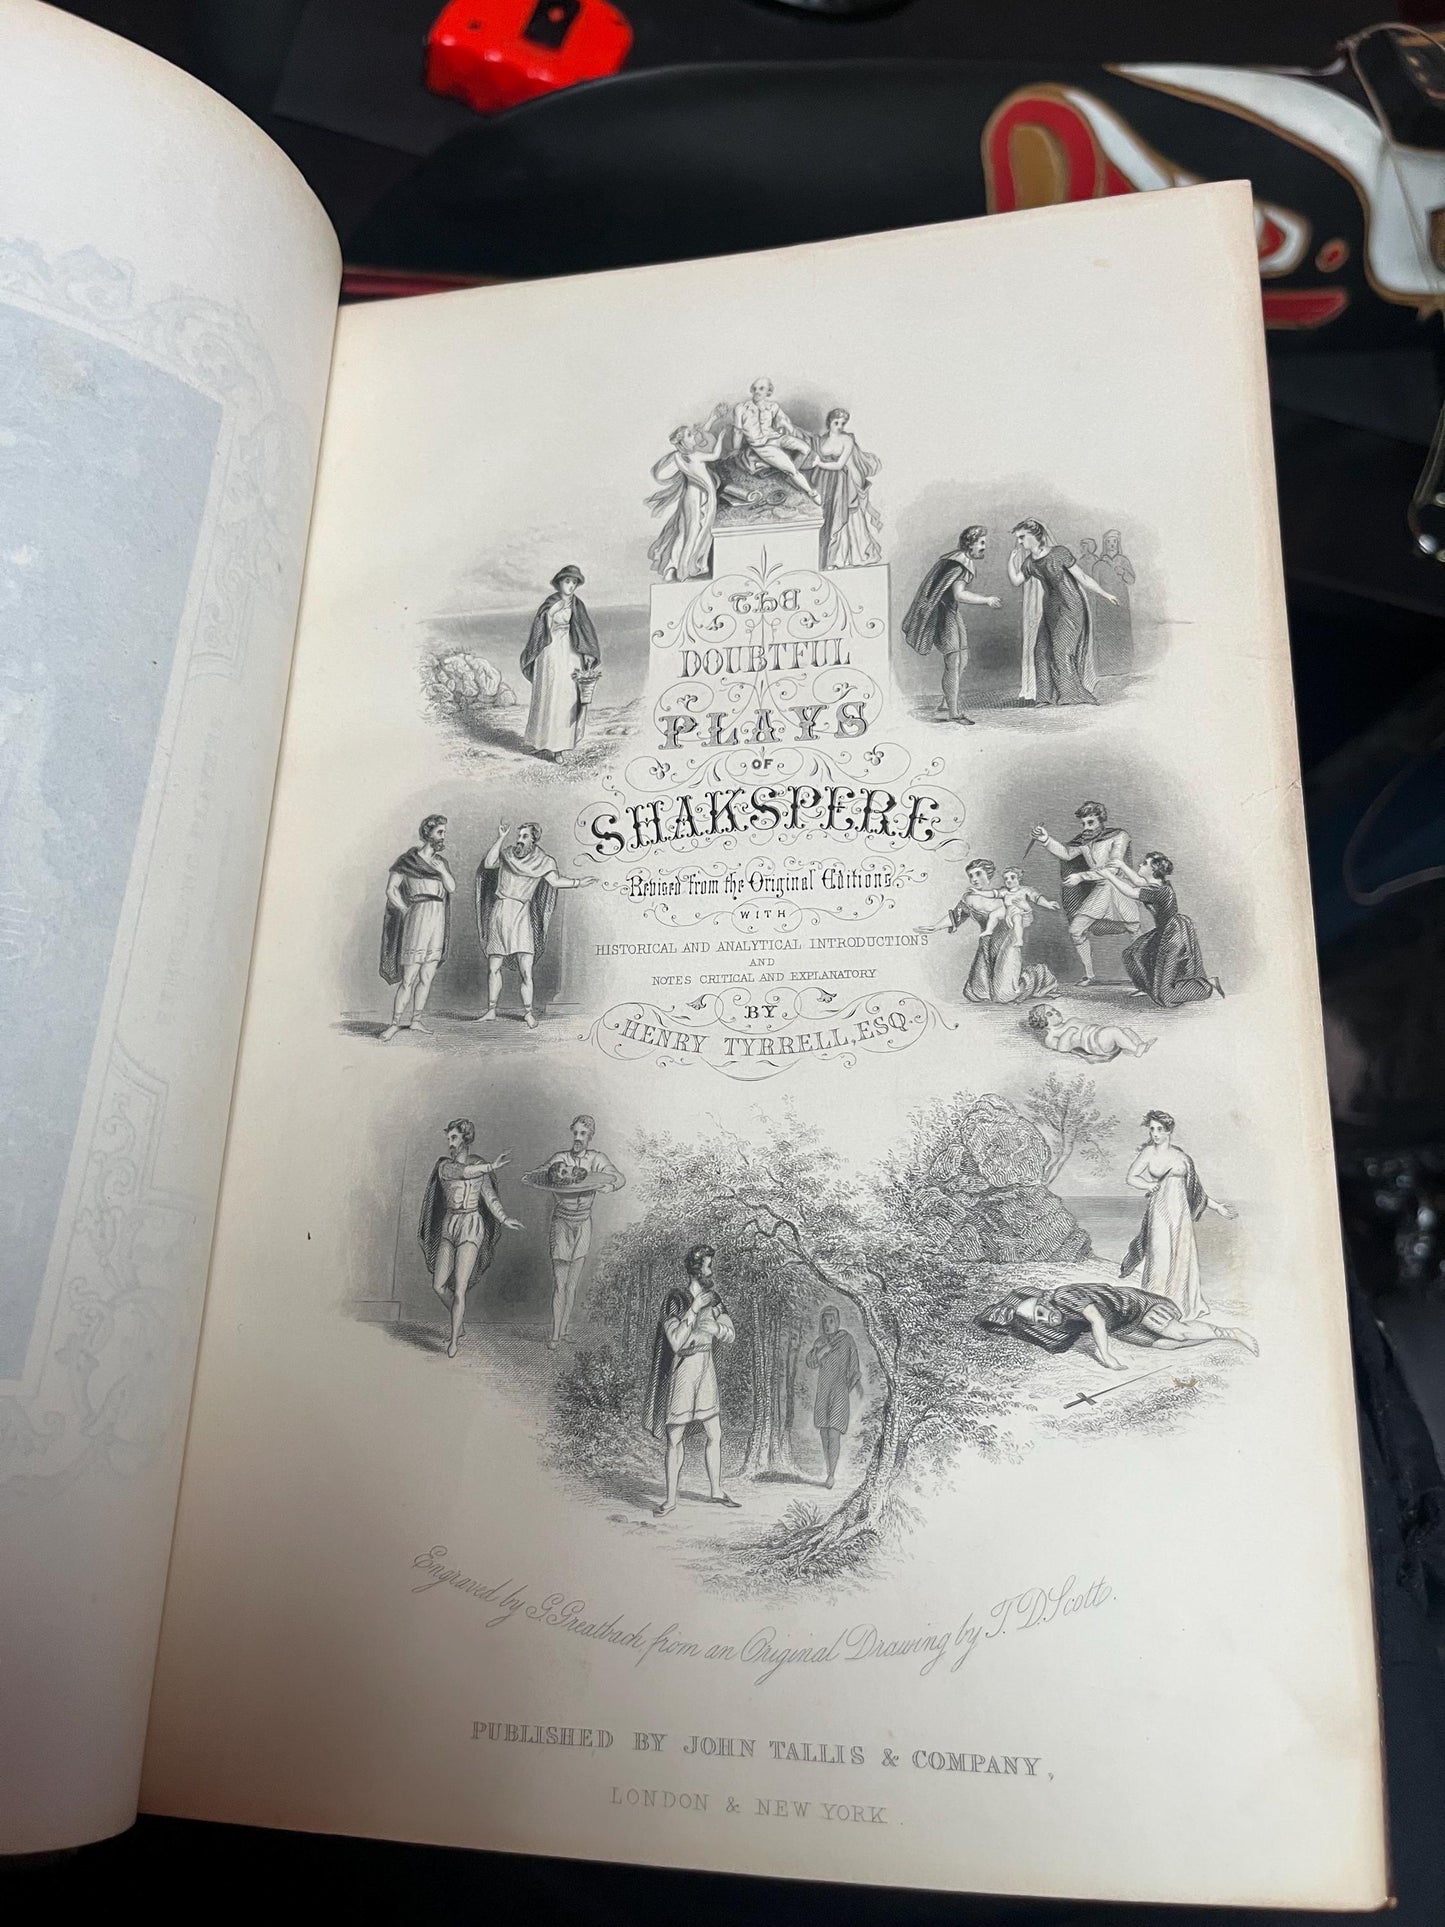 THE
DOUBTFUL
PLAYS
OF
SHAKSPERE
Revised from the Original Editions
WITH
HISTORICAL AND ANALYTICAL INTRODUCTIONS
AND
NOTES CRITICAL AND EXPLANATORY
BY
HENRY TYRRELL, ESQ.
Engraved by G. Greatbach, from an Original Drawing by T. D. Scott.
PUBLISHED BY JOHN TALLIS & COMPANY,
LONDON & NEW YORK.